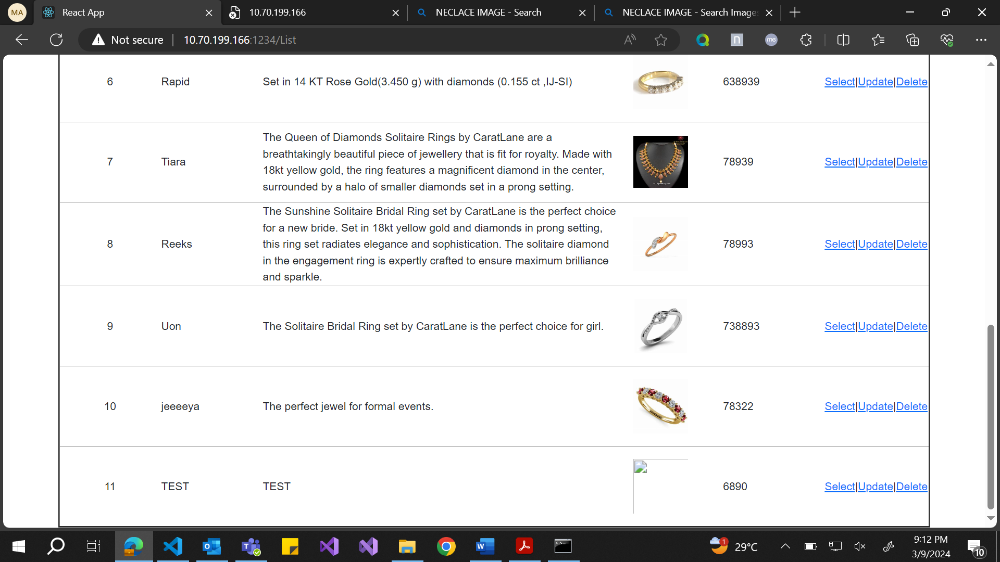 MA
React App
10.70.199.166
NECLACE IMAGE - Search
NECLACE IMAGE - Search Images
Not secure
10.70.199.166:1234/List
n
me
6
Rapid
Set in 14 KT Rose Gold(3.450 g) with diamonds (0.155 ct ,IJ-SI)
638939
Select|Update|Delete
7
Tiara
The Queen of Diamonds Solitaire Rings by CaratLane are a
breathtakingly beautiful piece of jewellery that is fit for royalty. Made with
18kt yellow gold, the ring features a magnificent diamond in the center,
surrounded by a halo of smaller diamonds set in a prong setting.
78939
Select|Update|Delete
8
Reeks
The Sunshine Solitaire Bridal Ring set by CaratLane is the perfect choice
for a new bride. Set in 18kt yellow gold and diamonds in prong setting,
this ring set radiates elegance and sophistication. The solitaire diamond
in the engagement ring is expertly crafted to ensure maximum brilliance
and sparkle.
78993
Select|Update|Delete
9
Uon
The Solitaire Bridal Ring set by CaratLane is the perfect choice for girl.
738893
Select|Update|Delete
10
jeeeeya
The perfect jewel for formal events.
78322
Select|Update|Delete
11
TEST
TEST
6890
Select|Update|Delete
1
29°C
9:12 PM
3/9/2024
10